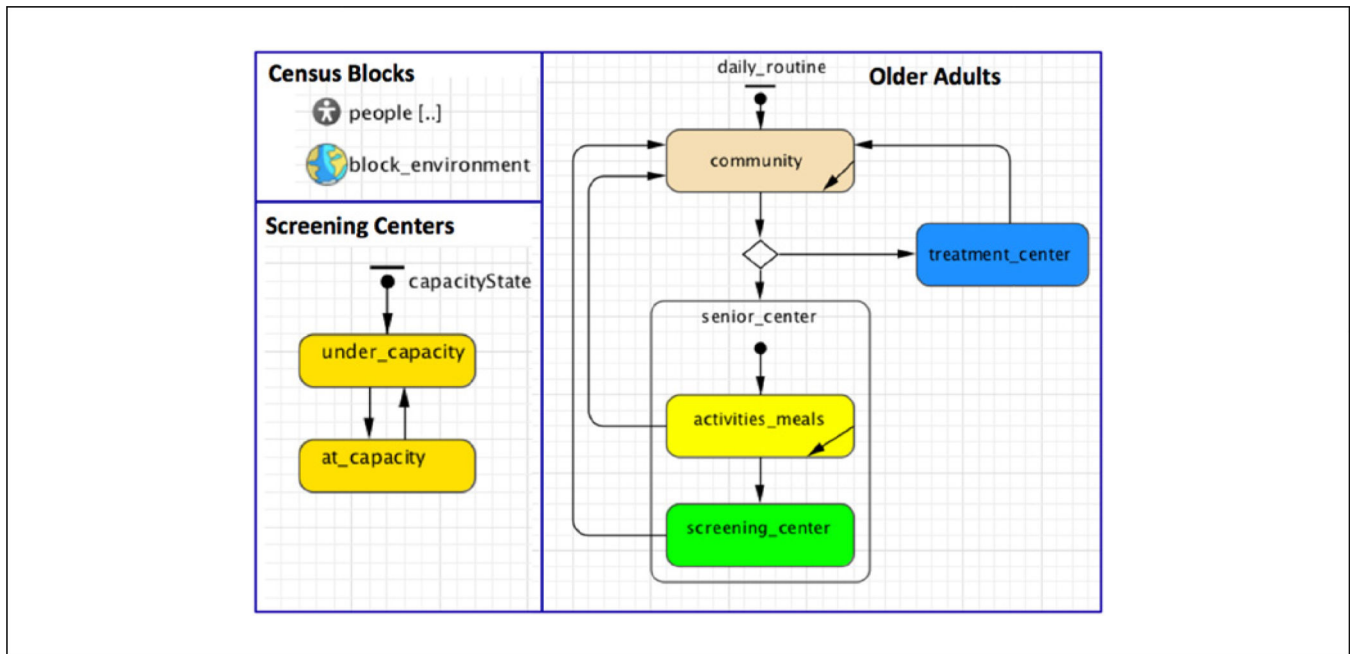 Census Blocks
people [..]
block_environment
Screening Centers
capacityState
under_capacity
at_capacity
daily_routine
Older Adults
community
treatment_center
senior_center
activities_meals
screening_center